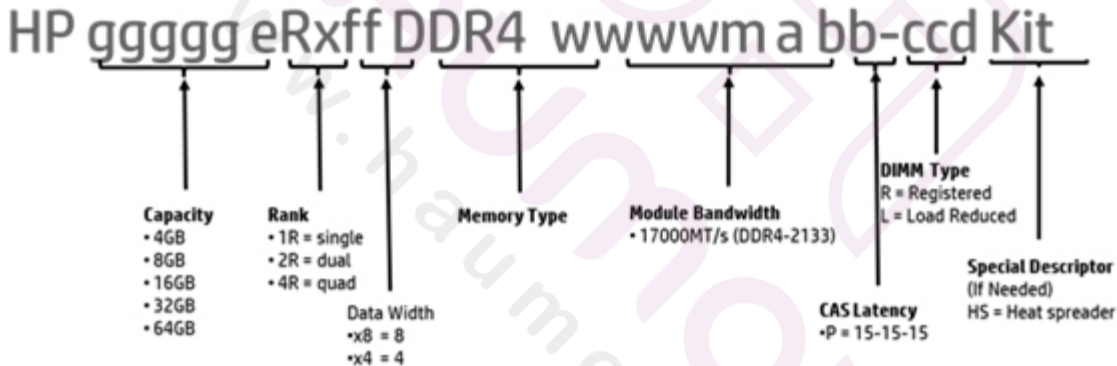 HP ggggg eRxff DDR4 wwwwm a bb-ccd Kit
Capacity
• 4GB
• 8GB
• 16GB
• 32GB
• 64GB
Rank
• 1R = single
• 2R = dual
• 4R = quad
Data Width
•x8 = 8
•x4 = 4
Memory Type
Module Bandwidth
• 17000MT/s (DDR4-2133)
CAS Latency
•P = 15-15-15
DIMM Type
R = Registered
L = Load Reduced
Special Descriptor
(If Needed)
HS = Heat spreader